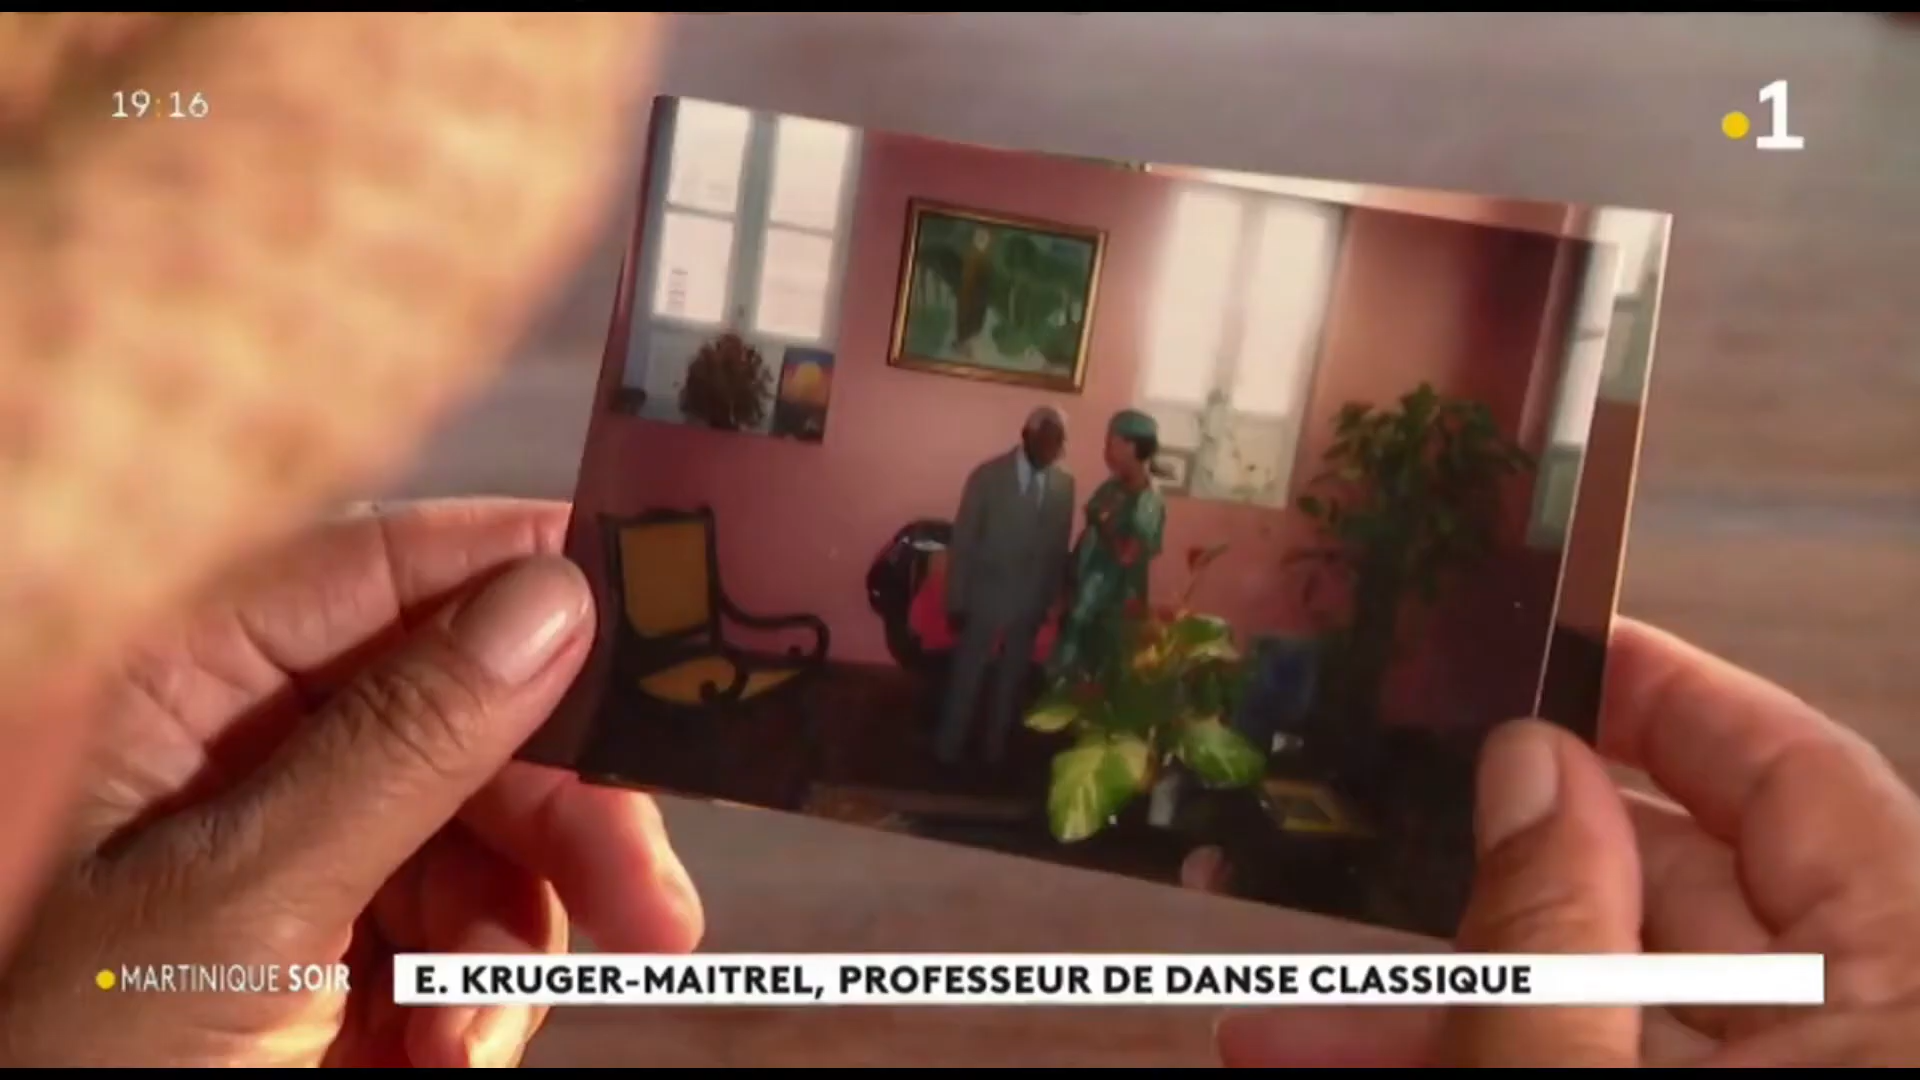 19:16
1
MARTINIQUE SOIR
E. KRUGER-MAITREL, PROFESSEUR DE DANSE CLASSIQUE